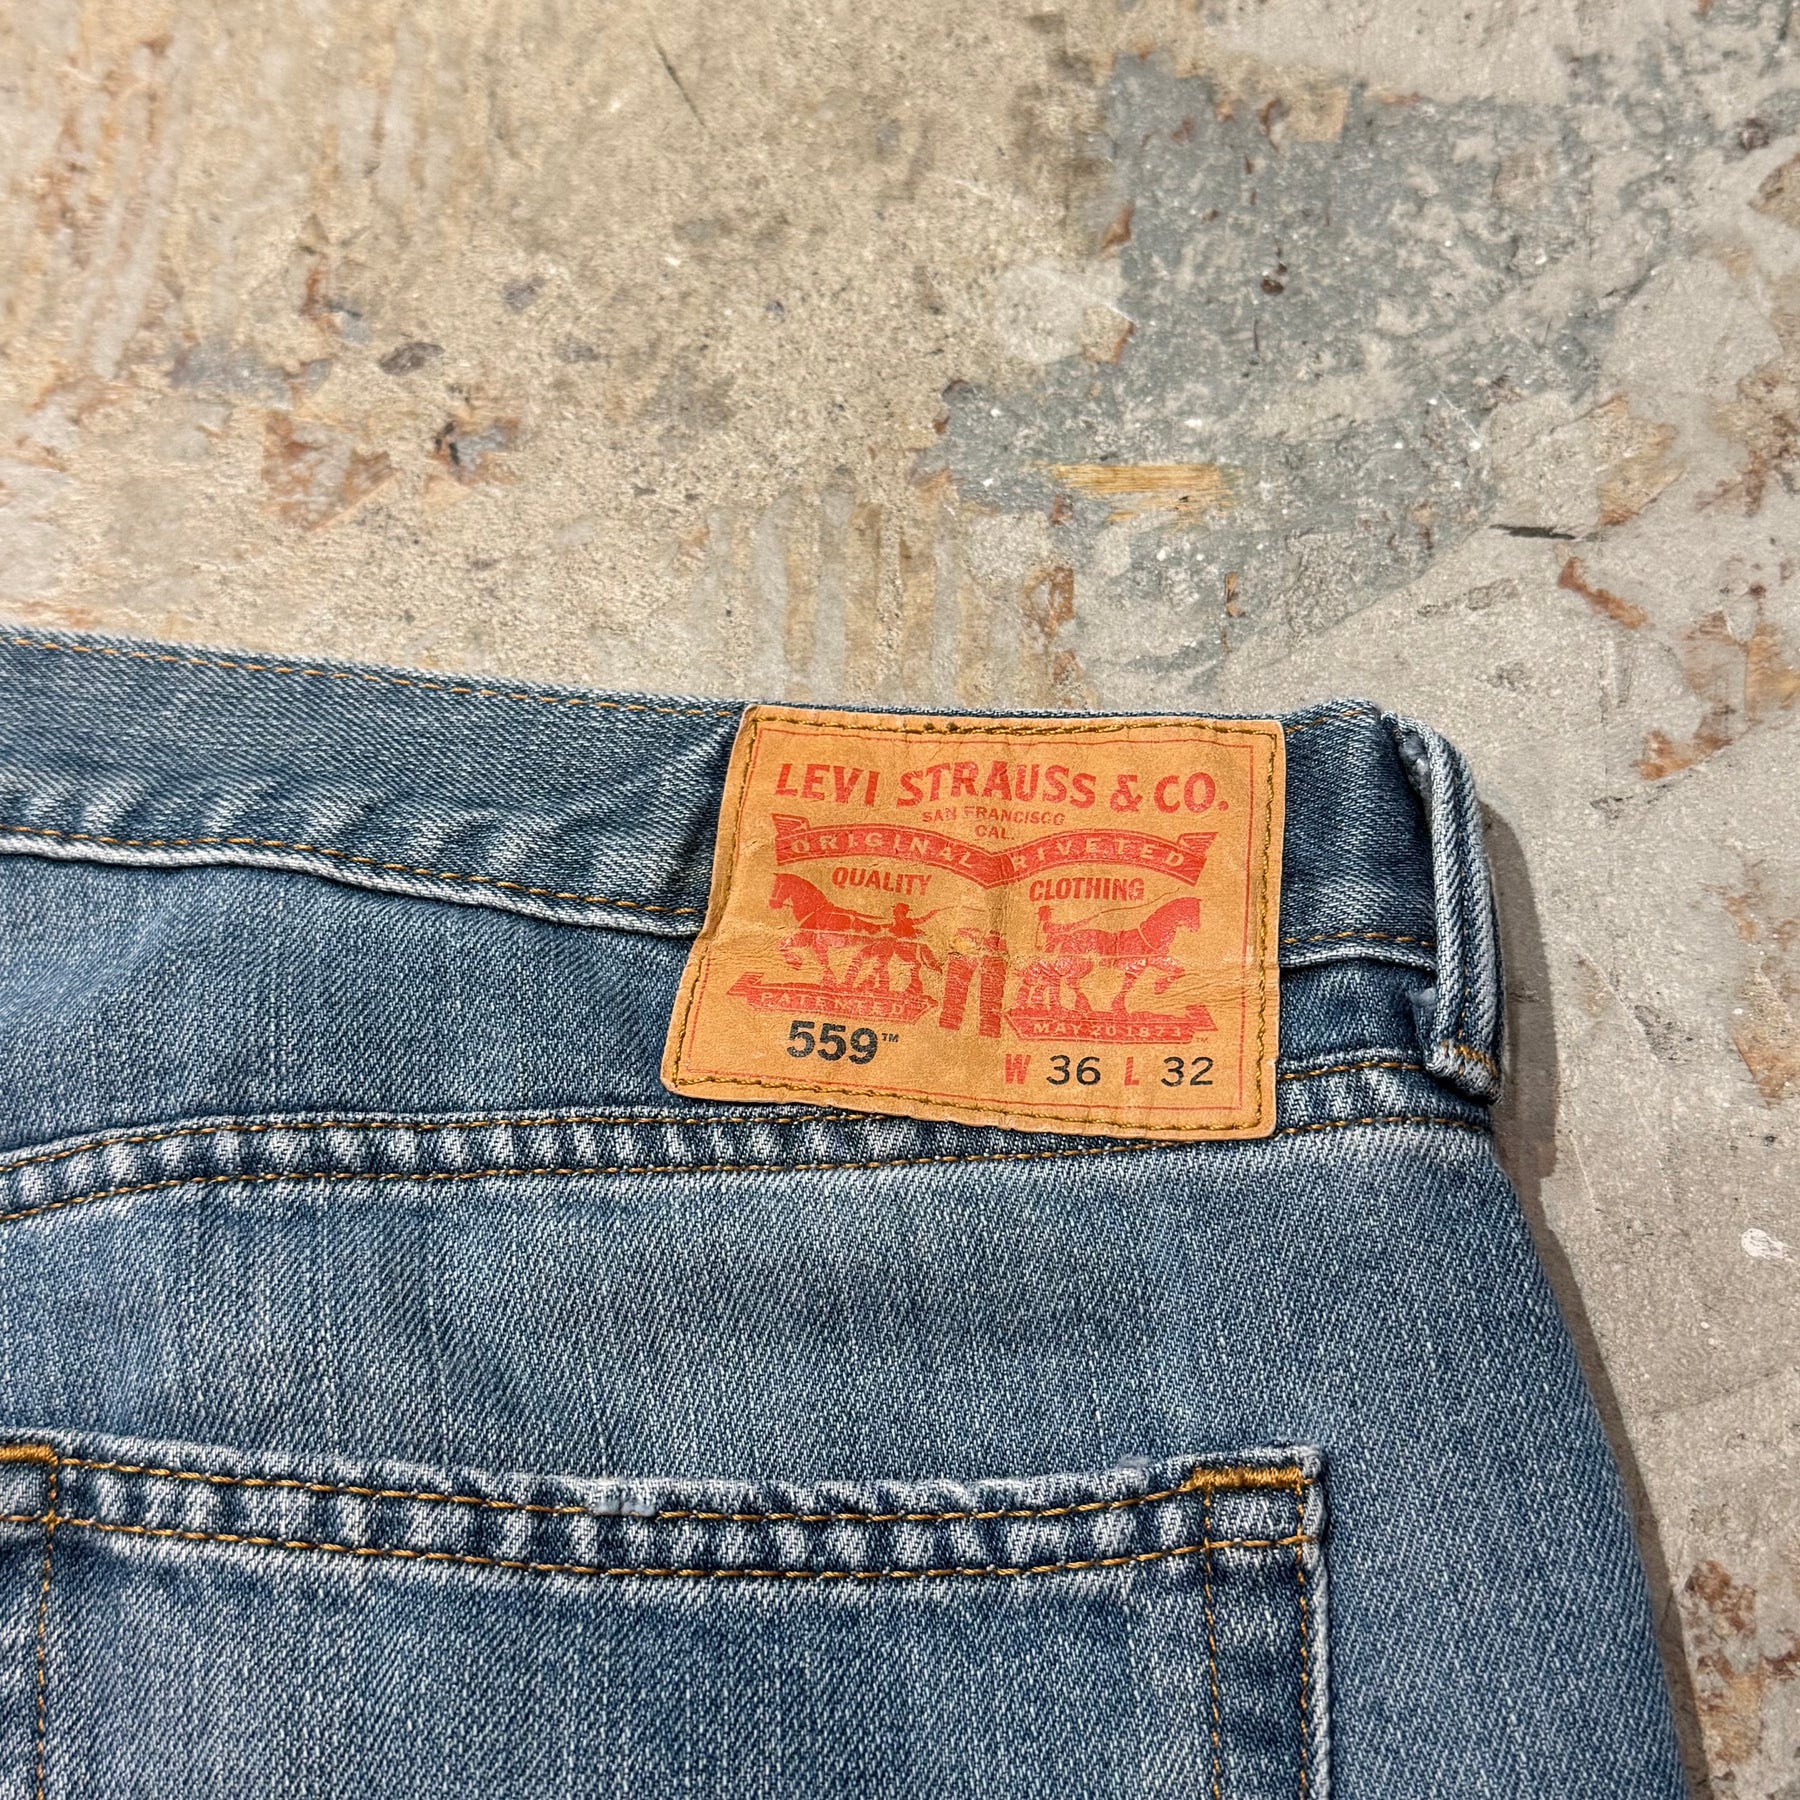 LEVI STRAUSS & CO.
SAN FRANCISCO
CAL.
ORIGINAL RIVETED
QUALITY CLOTHING
PATENTED MAY 20 1873
559™ W 36 L 32